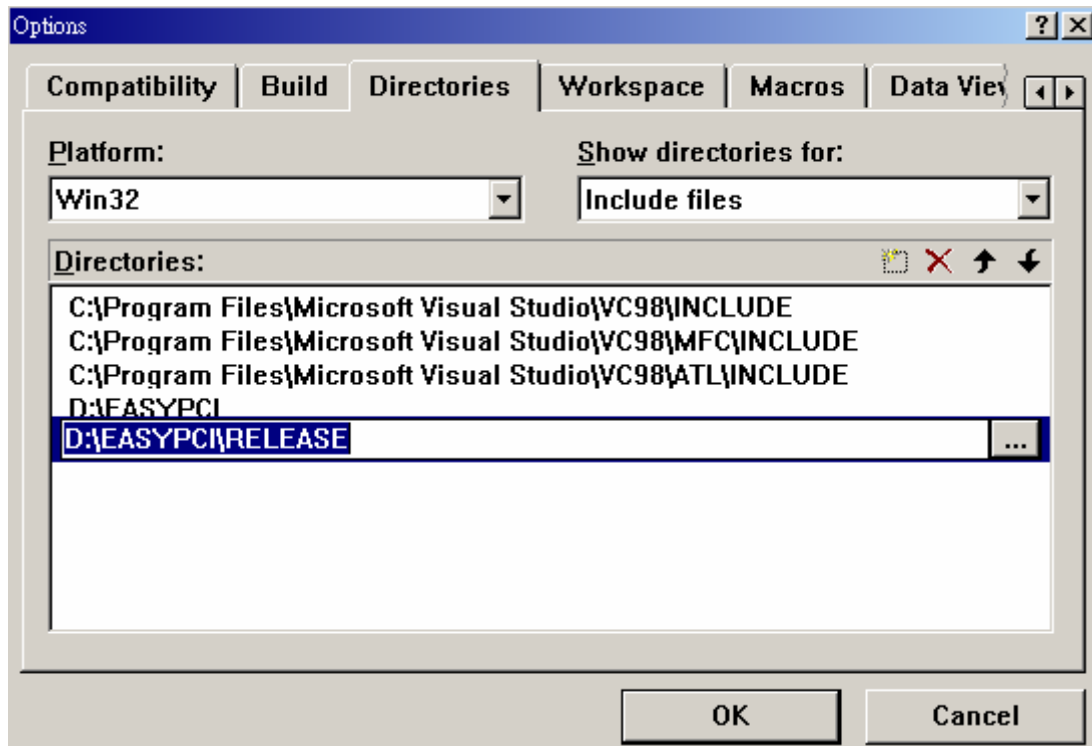 Options
Compatibility Build Directories Workspace Macros Data Vie
Platform: Show directories for:
Win32 Include files
Directories:
C:\Program Files\Microsoft Visual Studio\VC98\INCLUDE
C:\Program Files\Microsoft Visual Studio\VC98\MFC\INCLUDE
C:\Program Files\Microsoft Visual Studio\VC98\ATL\INCLUDE
D:\EASYPCI
D:\EASYPCI\RELEASE ...
OK Cancel